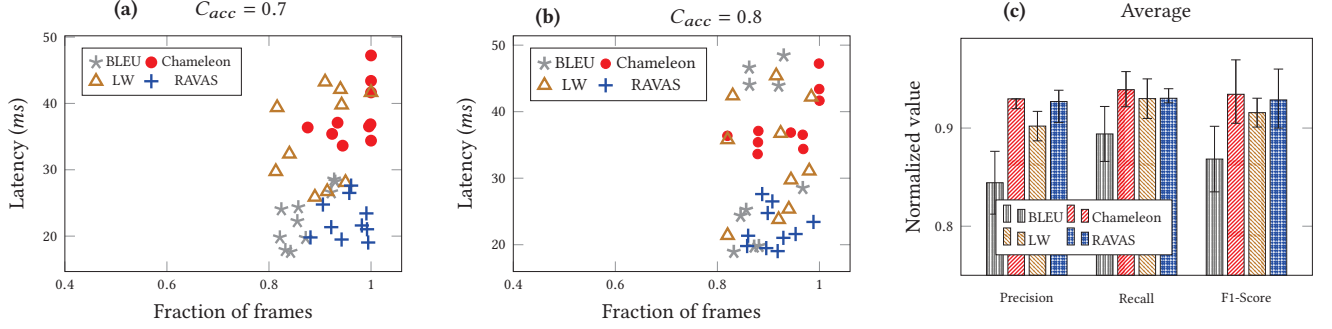 (a)
C_acc = 0.7
50
40
30
20
0.4
0.6
0.8
1
Latency (ms)
Fraction of frames
BLEU
Chameleon
LW
RAVAS
(b)
C_acc = 0.8
50
40
30
20
0.4
0.6
0.8
1
Latency (ms)
Fraction of frames
BLEU
Chameleon
LW
RAVAS
(c)
Average
0.9
0.8
Normalized value
BLEU
Chameleon
LW
RAVAS
Precision
Recall
F1-Score